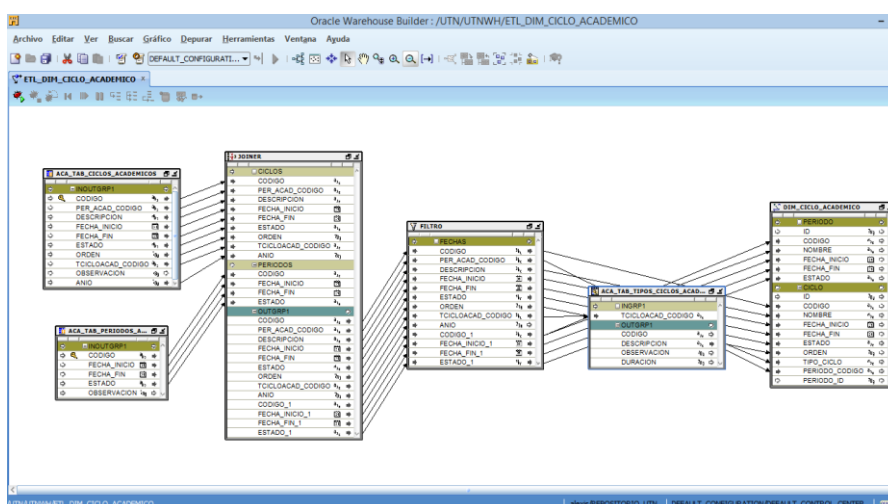 Oracle Warehouse Builder : /UTN/UTNWH/ETL_DIM_CICLO_ACADEMICO
Archivo Editar Ver Buscar Gráfico Depurar Herramientas Ventana Ayuda
DEFAULT_CONFIGURATI...
ETL_DIM_CICLO_ACADEMICO
ACA_TAB_CICLOS_ACADEMICOS
INOUTGRP1
CODIGO
PER_ACAD_CODIGO
DESCRIPCION
FECHA_INICIO
FECHA_FIN
ESTADO
ORDEN
TCICLOACAD_CODIGO
OBSERVACION
ANIO
ACA_TAB_PERIODOS_A...
INOUTGRP1
CODIGO
FECHA_INICIO
FECHA_FIN
ESTADO
OBSERVACION
JOINER
CICLOS
CODIGO
PER_ACAD_CODIGO
DESCRIPCION
FECHA_INICIO
FECHA_FIN
ESTADO
ORDEN
TCICLOACAD_CODIGO
ANIO
PERIODOS
CODIGO
FECHA_INICIO
FECHA_FIN
ESTADO
OUTGRP1
CODIGO
PER_ACAD_CODIGO
DESCRIPCION
FECHA_INICIO
FECHA_FIN
ESTADO
ORDEN
TCICLOACAD_CODIGO
ANIO
CODIGO_1
FECHA_INICIO_1
FECHA_FIN_1
ESTADO_1
FILTRO
FECHAS
CODIGO
PER_ACAD_CODIGO
DESCRIPCION
FECHA_INICIO
FECHA_FIN
ESTADO
ORDEN
TCICLOACAD_CODIGO
ANIO
CODIGO_1
FECHA_INICIO_1
FECHA_FIN_1
ESTADO_1
ACA_TAB_TIPOS_CICLOS_ACAD...
INGRP1
TCICLOACAD_CODIGO
OUTGRP1
CODIGO
DESCRIPCION
OBSERVACION
DURACION
DIM_CICLO_ACADEMICO
PERIODO
ID
CODIGO
NOMBRE
FECHA_INICIO
FECHA_FIN
ESTADO
CICLO
ID
CODIGO
NOMBRE
FECHA_INICIO
FECHA_FIN
ESTADO
ORDEN
TIPO_CICLO
PERIODO_CODIGO
PERIODO_ID
/UTN/UTNWH/ETL_DIM_CICLO_ACADEMICO
DEFAULT_CONFIGURATION/DEFAULT_CONTROL_CENTER